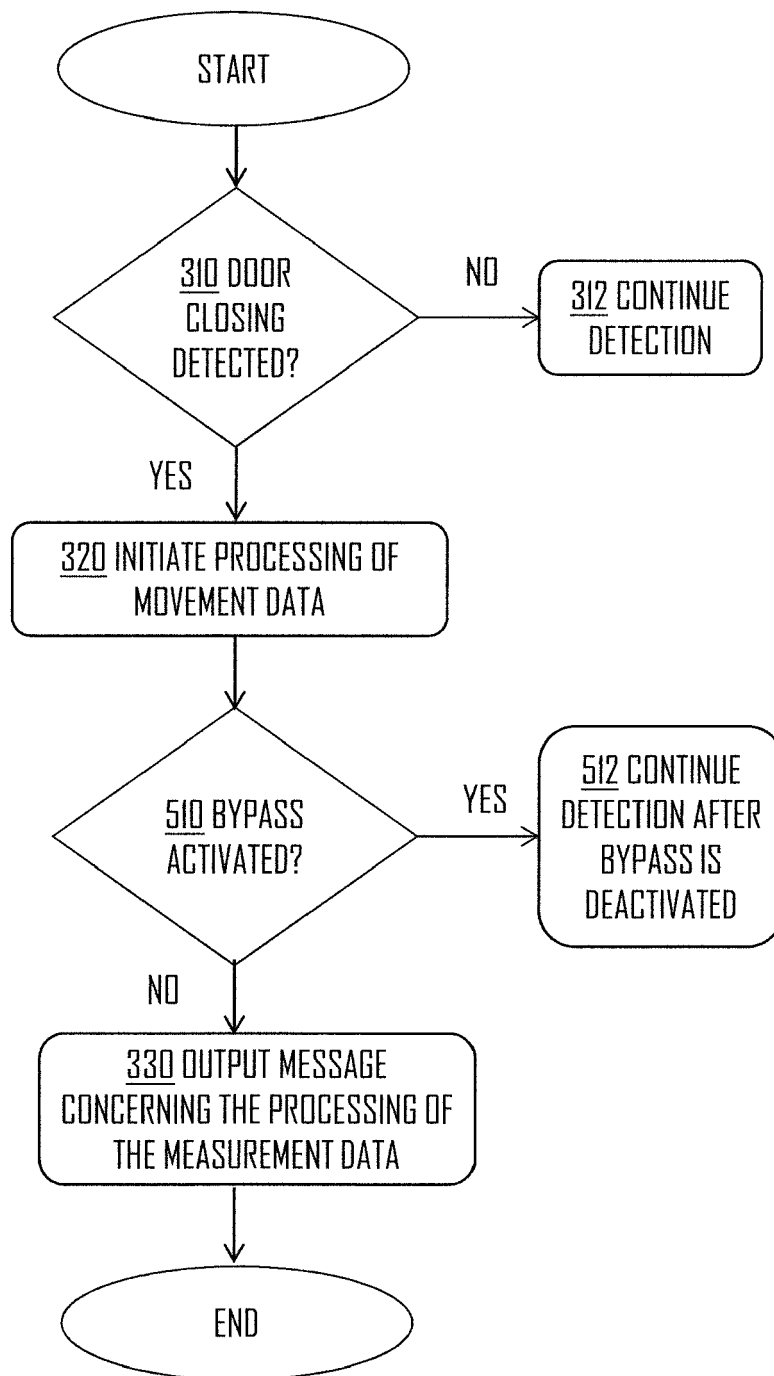 START
310 DOOR
CLOSING
DETECTED?
NO
312 CONTINUE
DETECTION
YES
320 INITIATE PROCESSING OF
MOVEMENT DATA
510 BYPASS
ACTIVATED?
YES
512 CONTINUE
DETECTION AFTER
BYPASS IS
DEACTIVATED
NO
330 OUTPUT MESSAGE
CONCERNING THE PROCESSING OF
THE MEASUREMENT DATA
END